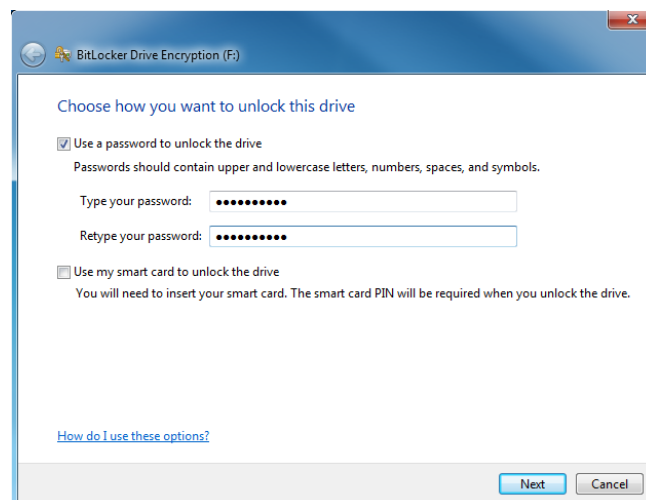 BitLocker Drive Encryption (F:)
Choose how you want to unlock this drive
Use a password to unlock the drive
Passwords should contain upper and lowercase letters, numbers, spaces, and symbols.
Type your password: ●●●●●●●●●●
Retype your password: ●●●●●●●●●●
Use my smart card to unlock the drive
You will need to insert your smart card. The smart card PIN will be required when you unlock the drive.
How do I use these options?
Next Cancel